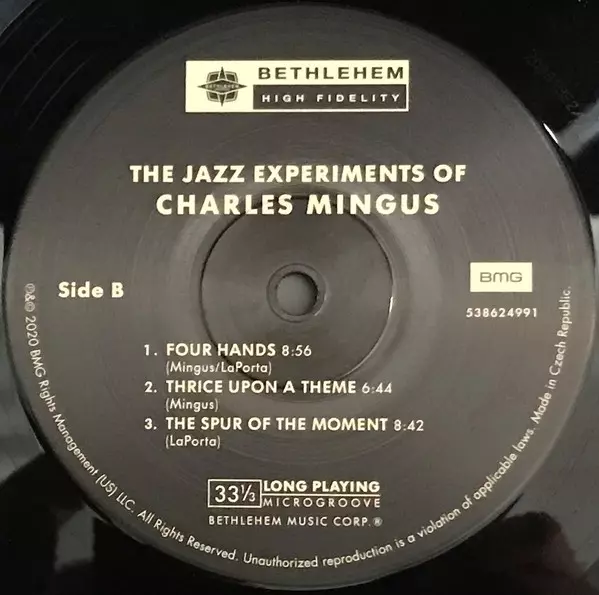 BETHLEHEM
BETHLEHEM
HIGH FIDELITY
THE JAZZ EXPERIMENTS OF
CHARLES MINGUS
Side B
BMG
538624991
1. FOUR HANDS 8:56
(Mingus/LaPorta)
2. THRICE UPON A THEME 6:44
(Mingus)
3. THE SPUR OF THE MOMENT 8:42
(LaPorta)
33⅓ LONG PLAYING
MICROGROOVE
BETHLEHEM MUSIC CORP.®
℗&© 2020 BMG Rights Management (US) LLC. All Rights Reserved. Unauthorized reproduction is a violation of applicable laws. Made in Czech Republic.